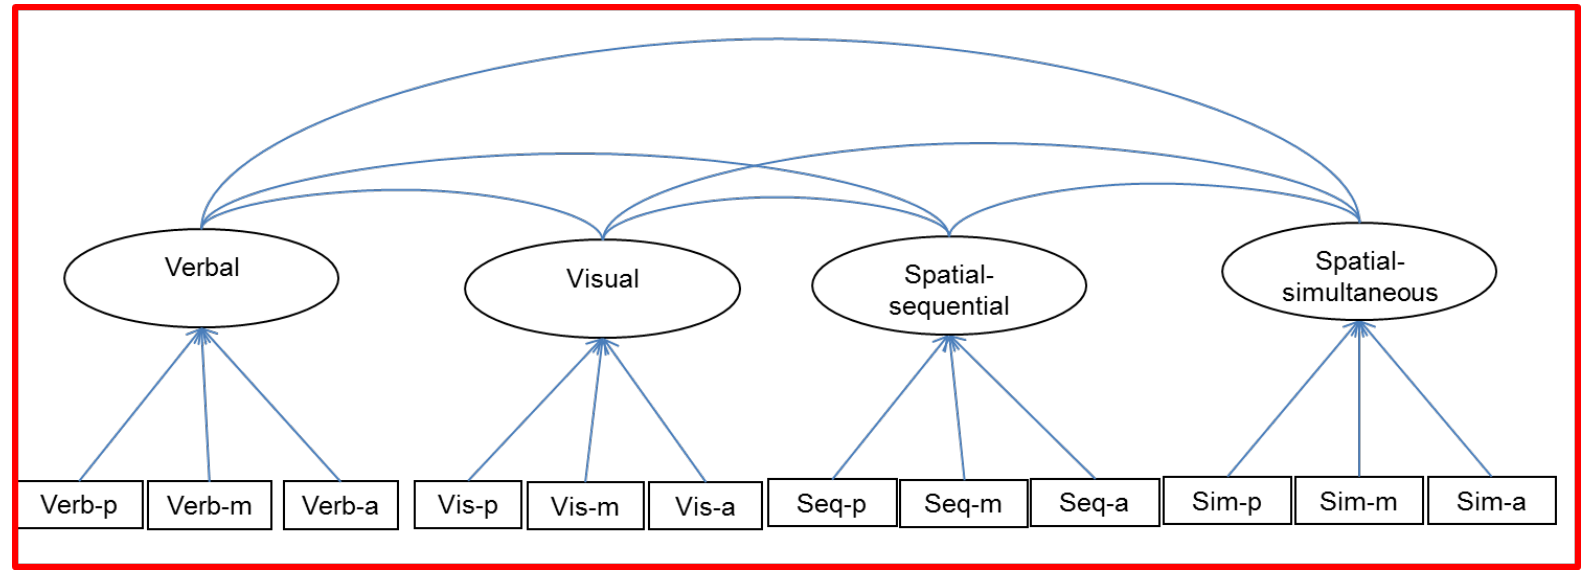 Verbal
Visual
Spatial-
sequential
Spatial-
simultaneous
Verb-p
Verb-m
Verb-a
Vis-p
Vis-m
Vis-a
Seq-p
Seq-m
Seq-a
Sim-p
Sim-m
Sim-a